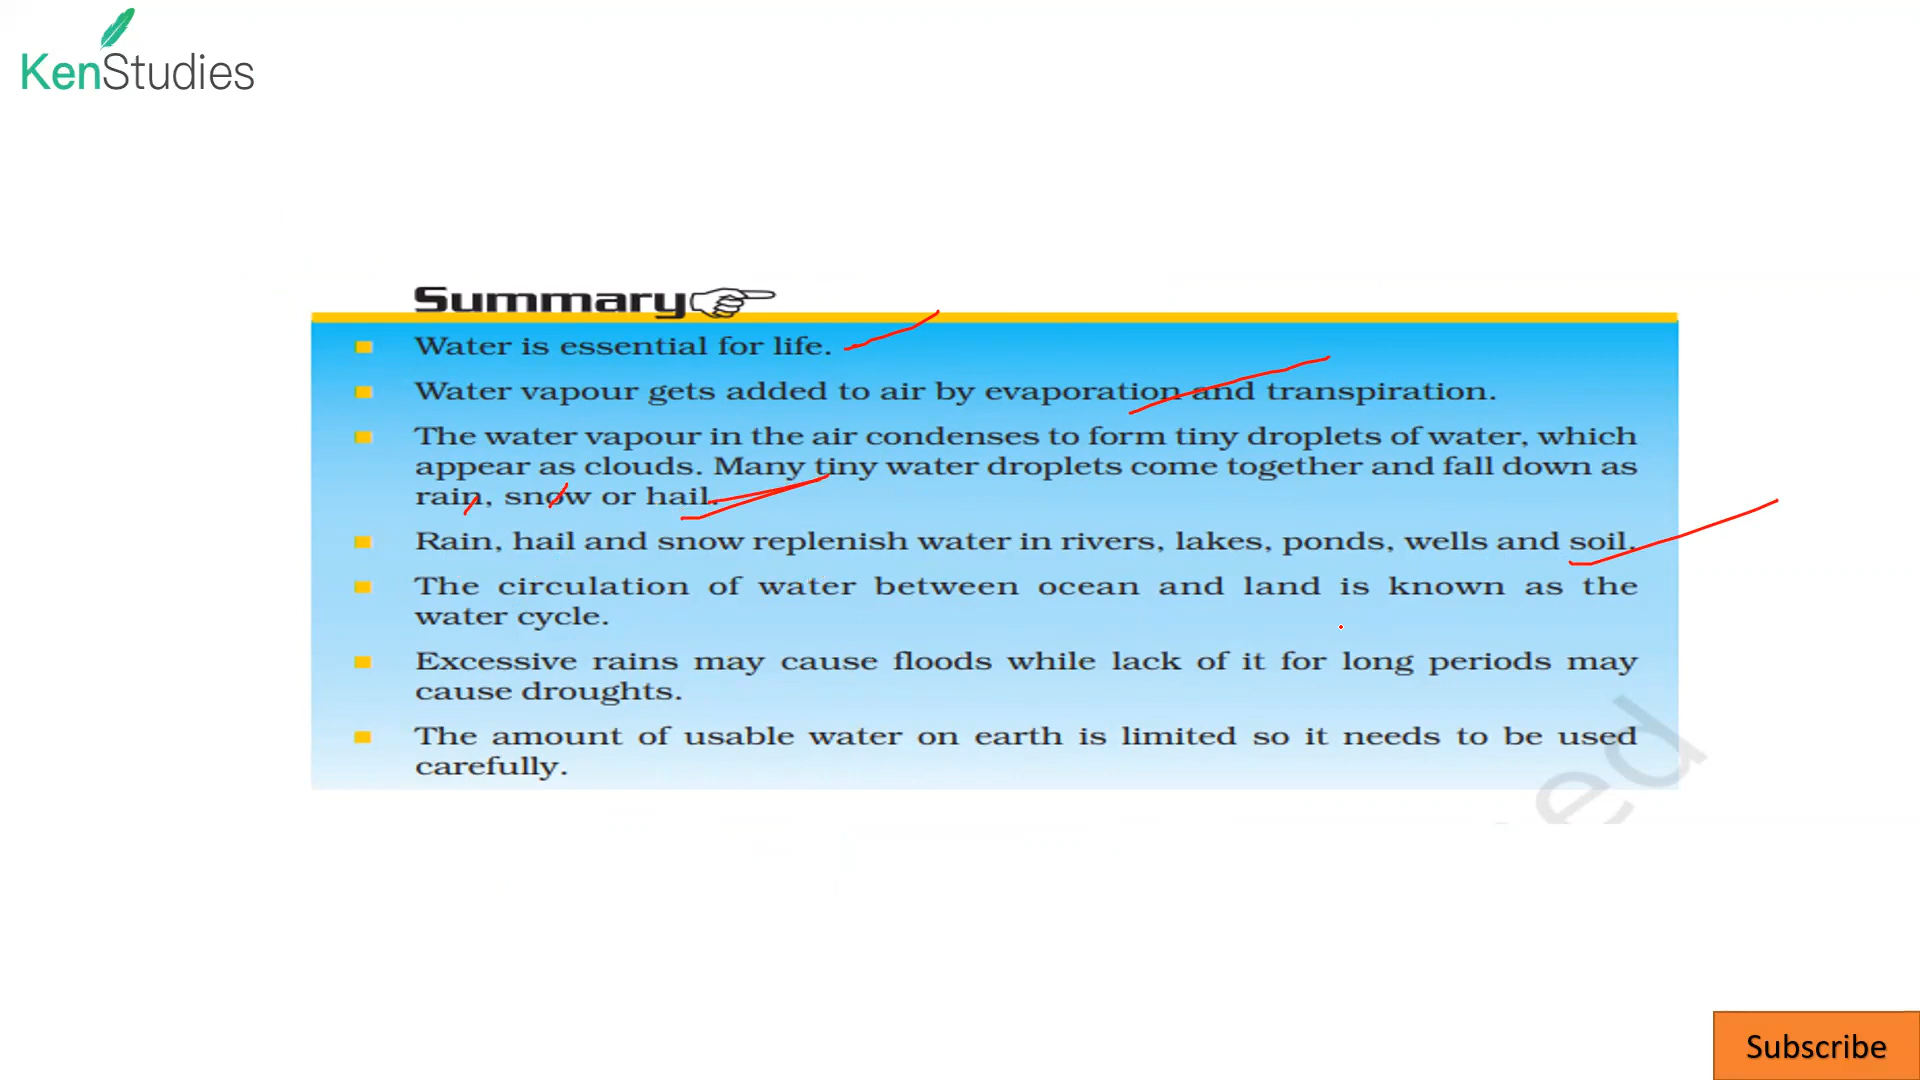 KenStudies
Summary
Water is essential for life.
Water vapour gets added to air by evaporation and transpiration.
The water vapour in the air condenses to form tiny droplets of water, which
appear as clouds. Many tiny water droplets come together and fall down as
rain, snow or hail.
Rain, hail and snow replenish water in rivers, lakes, ponds, wells and soil.
The circulation of water between ocean and land is known as the
water cycle.
Excessive rains may cause floods while lack of it for long periods may
cause droughts.
The amount of usable water on earth is limited so it needs to be used
carefully.
ed
Subscribe